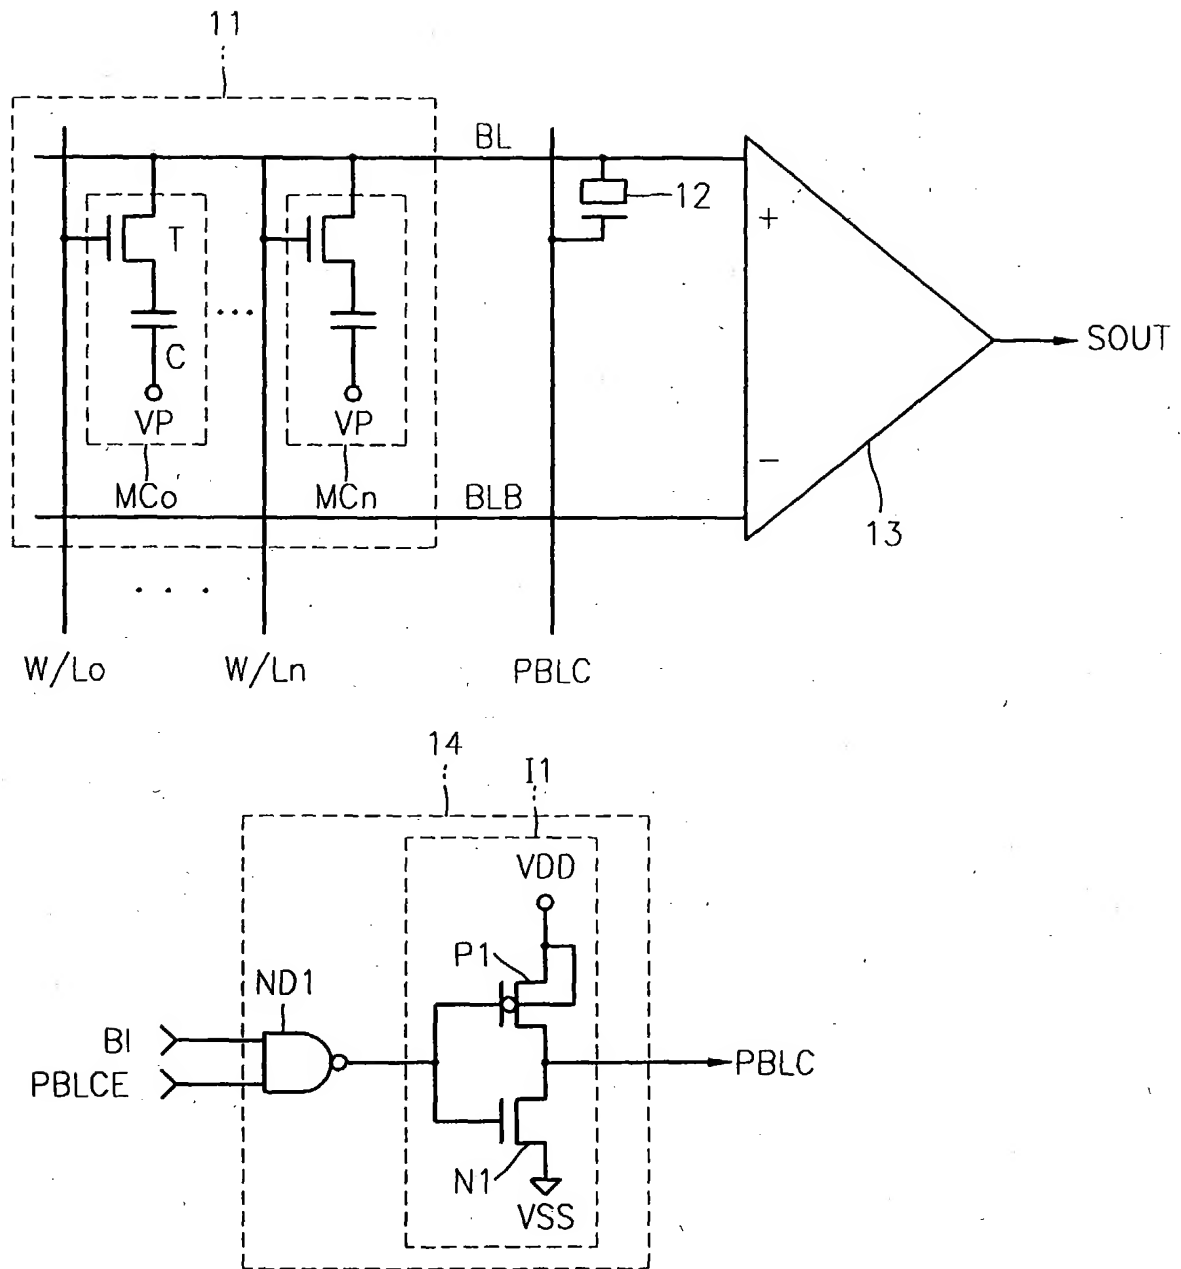 11
BL
12
+
T
...
C
SOUT
VP
VP
−
MCo
MCn
BLB
13
. . .
W/Lo
W/Ln
PBLC
14
I1
VDD
P1
ND1
BI
PBLCE
PBLC
N1
VSS